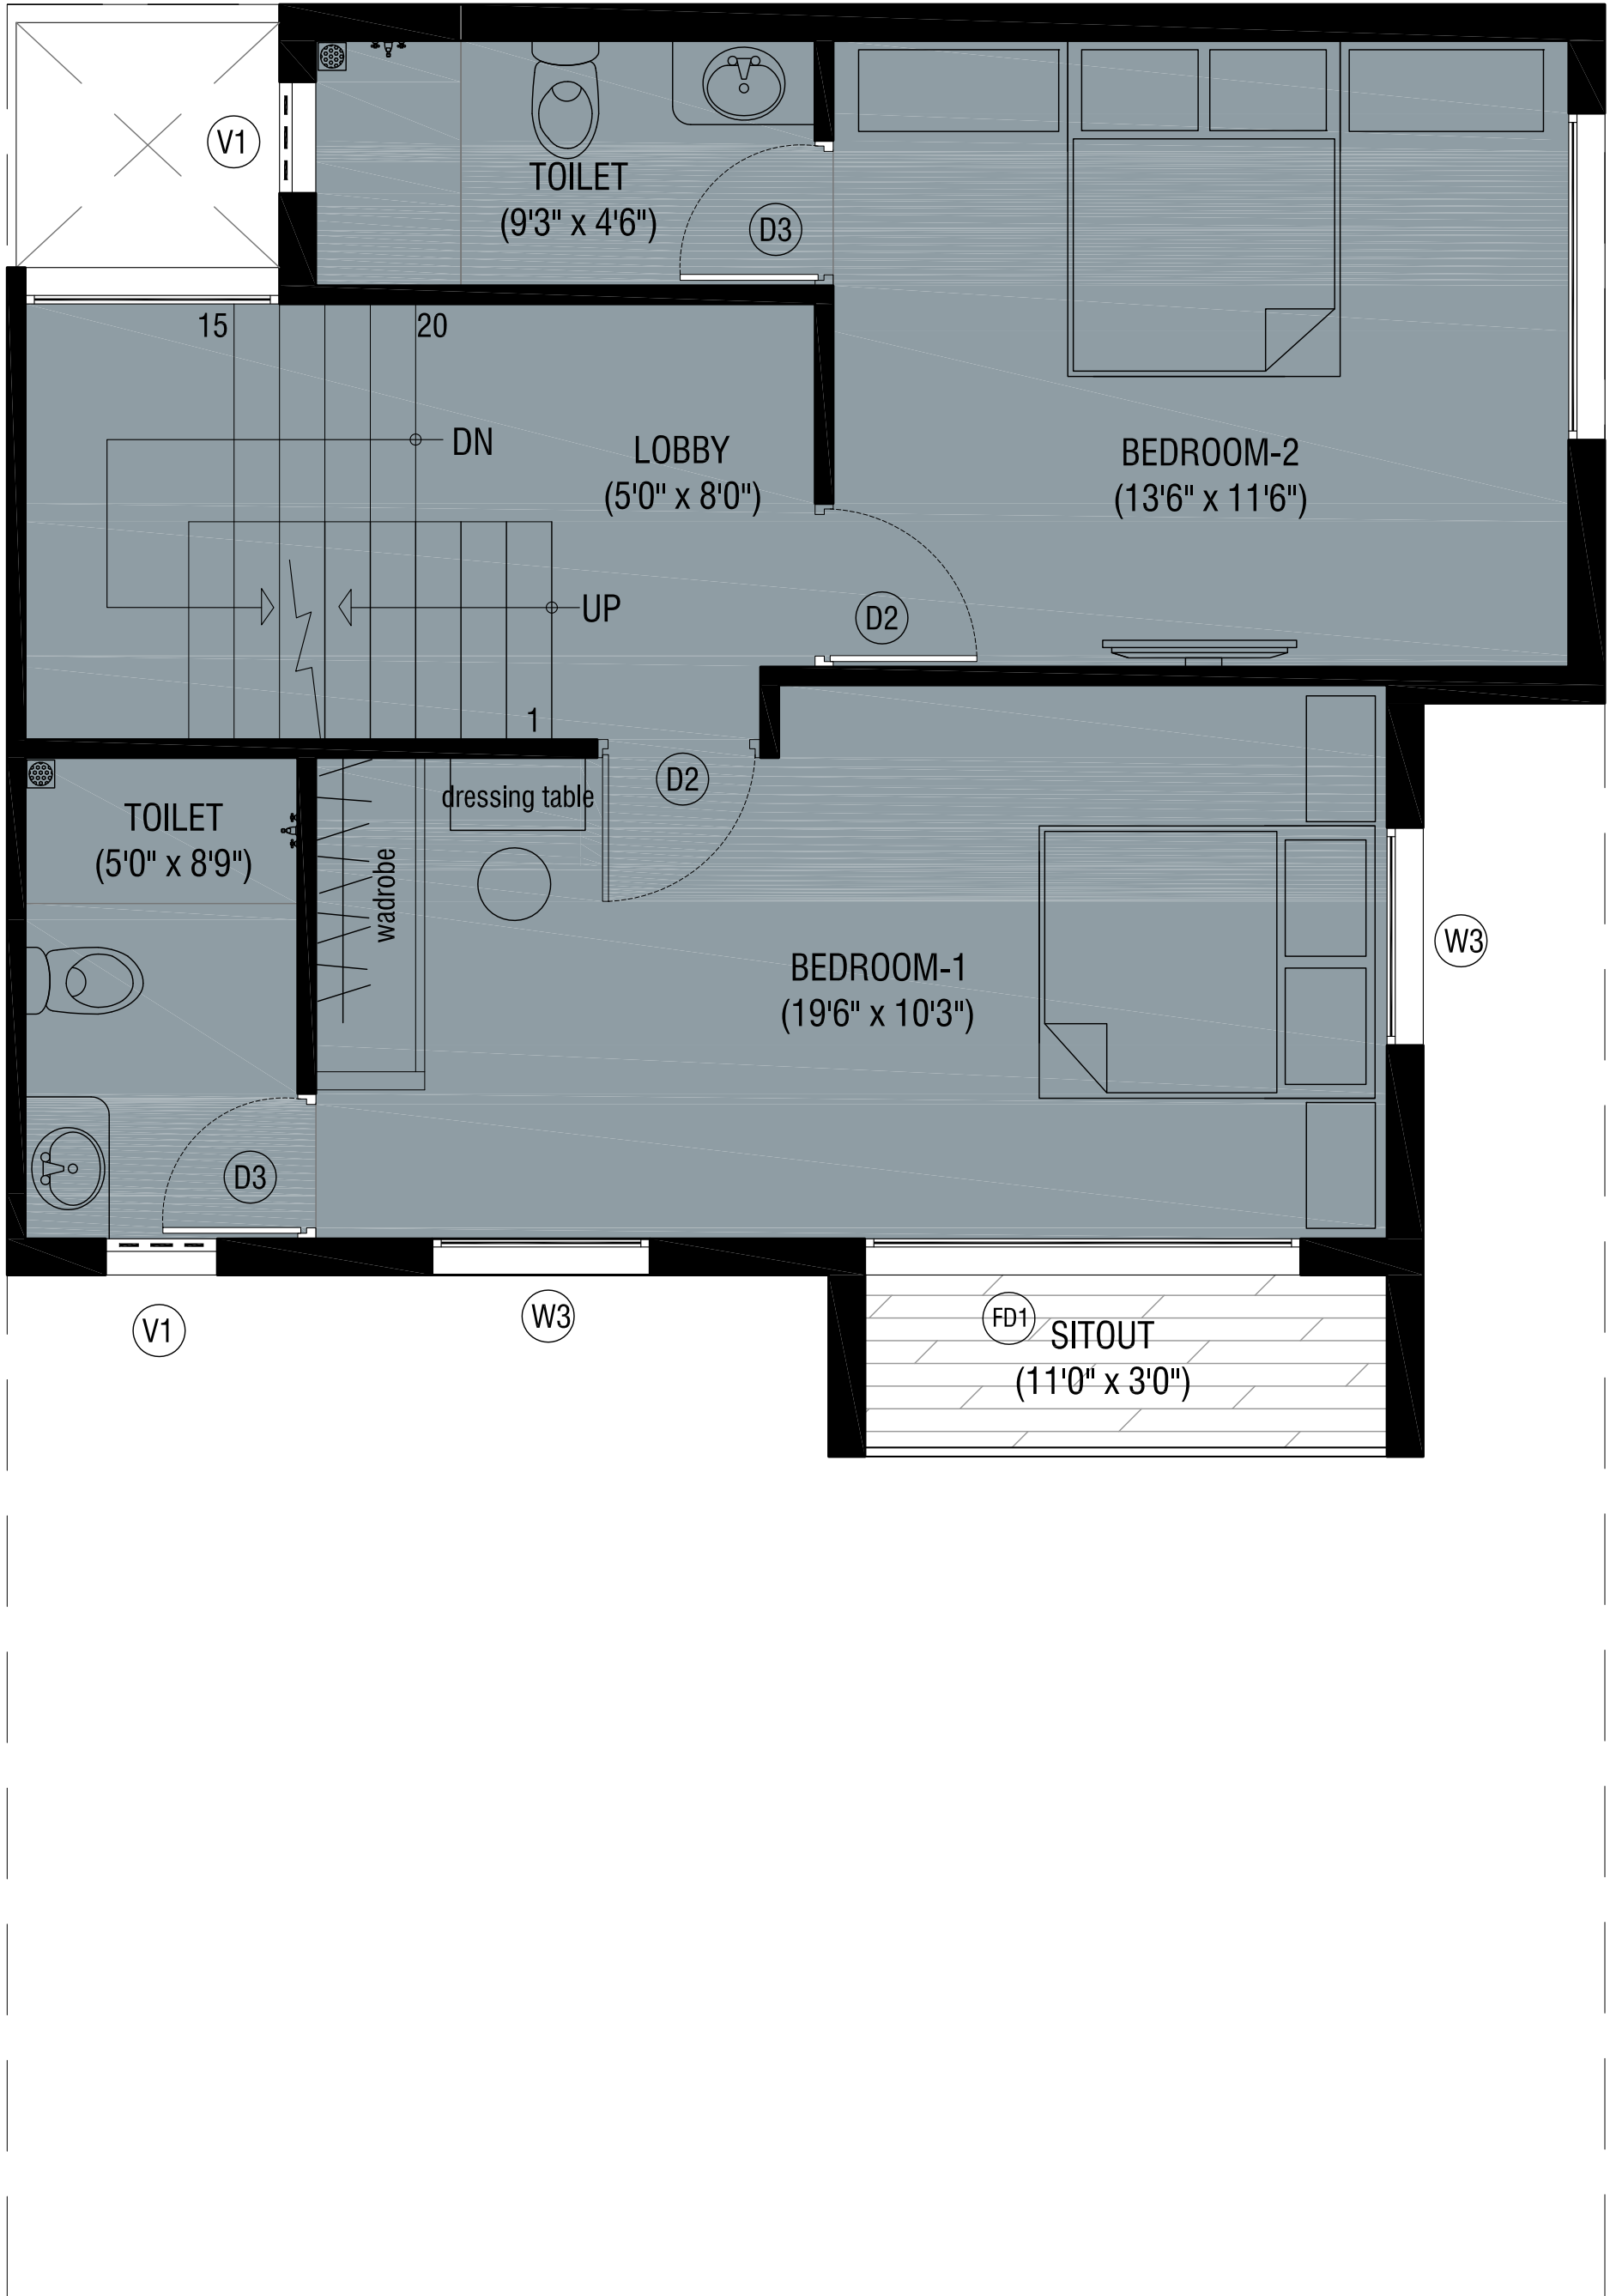 V1
TOILET
(9'3" x 4'6")
D3
15
20
DN
LOBBY
(5'0" x 8'0")
BEDROOM-2
(13'6" x 11'6")
UP
D2
1
TOILET
(5'0" x 8'9")
dressing table
D2
wadrobe
W3
BEDROOM-1
(19'6" x 10'3")
D3
V1
W3
FD1
SITOUT
(11'0" x 3'0")